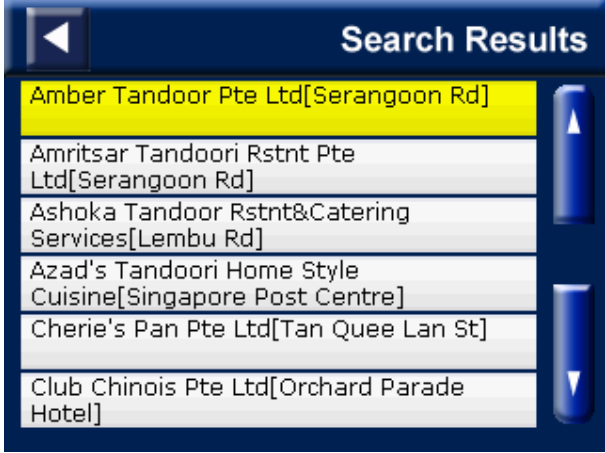 Search Results
Amber Tandoor Pte Ltd[Serangoon Rd]
Amritsar Tandoori Rstnt Pte
Ltd[Serangoon Rd]
Ashoka Tandoor Rstnt&Catering
Services[Lembu Rd]
Azad's Tandoori Home Style
Cuisine[Singapore Post Centre]
Cherie's Pan Pte Ltd[Tan Quee Lan St]
Club Chinois Pte Ltd[Orchard Parade
Hotel]